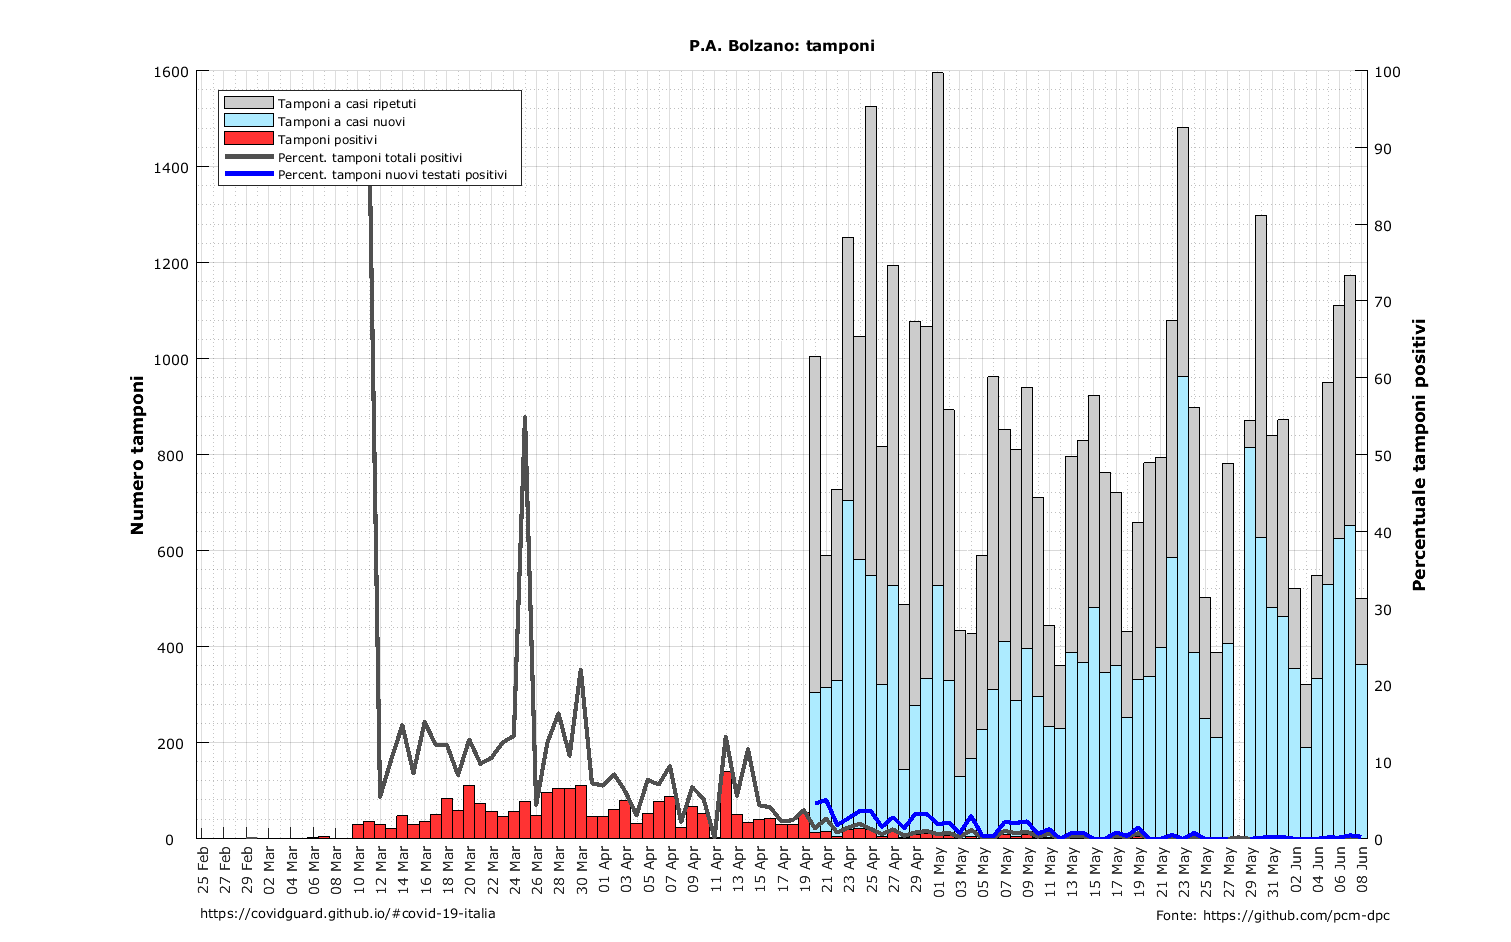 P.A. Bolzano: tamponi
1600
1400
1200
1000
800
600
400
200
0
100
90
80
70
60
50
40
30
20
10
0
Tamponi a casi ripetuti
Tamponi a casi nuovi
Tamponi positivi
Percent. tamponi totali positivi
Percent. tamponi nuovi testati positivi
Numero tamponi
Percentuale tamponi positivi
25 Feb
27 Feb
29 Feb
02 Mar
04 Mar
06 Mar
08 Mar
10 Mar
12 Mar
14 Mar
16 Mar
18 Mar
20 Mar
22 Mar
24 Mar
26 Mar
28 Mar
30 Mar
01 Apr
03 Apr
05 Apr
07 Apr
09 Apr
11 Apr
13 Apr
15 Apr
17 Apr
19 Apr
21 Apr
23 Apr
25 Apr
27 Apr
29 Apr
01 May
03 May
05 May
07 May
09 May
11 May
13 May
15 May
17 May
19 May
21 May
23 May
25 May
27 May
29 May
31 May
02 Jun
04 Jun
06 Jun
08 Jun
https://covidguard.github.io/#covid-19-italia
Fonte: https://github.com/pcm-dpc